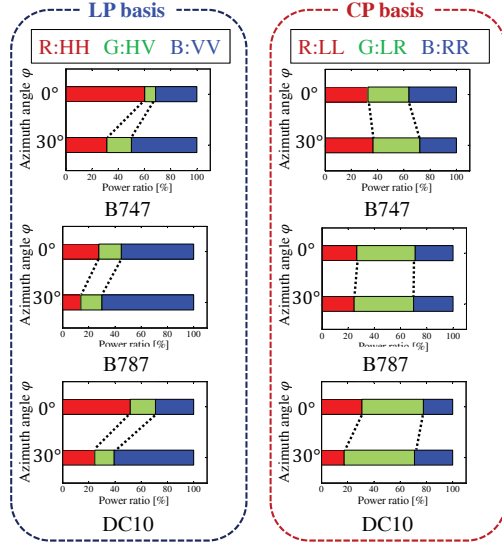 LP basis
R:HH G:HV B:VV
Azimuth angle φ
0°
30°
0 20 40 60 80 100
Power ratio [%]
B747
Azimuth angle φ
0°
30°
0 20 40 60 80 100
Power ratio [%]
B787
Azimuth angle φ
0°
30°
0 20 40 60 80 100
Power ratio [%]
DC10
CP basis
R:LL G:LR B:RR
Azimuth angle φ
0°
30°
0 20 40 60 80 100
Power ratio [%]
B747
Azimuth angle φ
0°
30°
0 20 40 60 80 100
Power ratio [%]
B787
Azimuth angle φ
0°
30°
0 20 40 60 80 100
Power ratio [%]
DC10